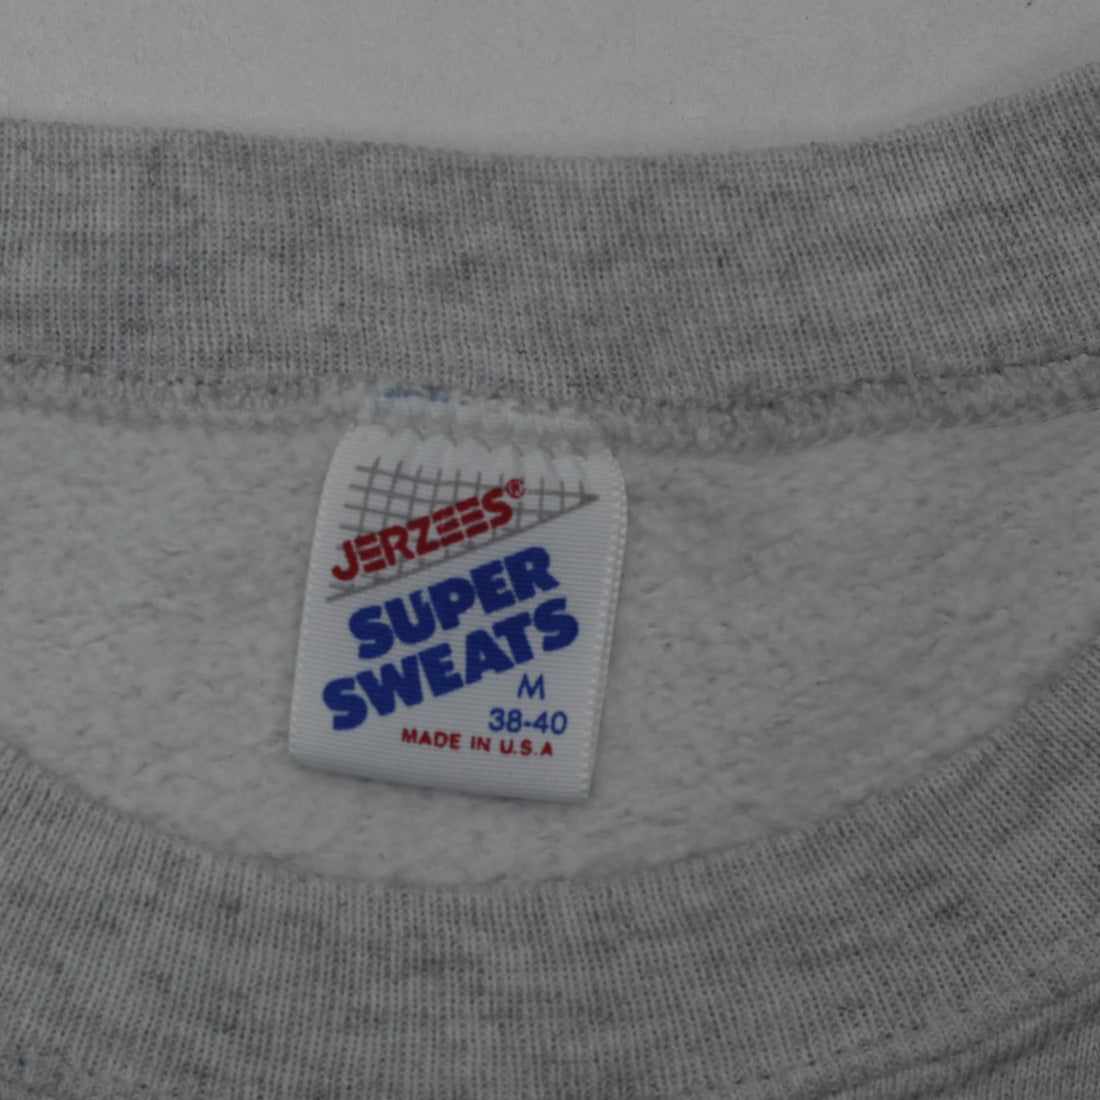 JERZEES®
SUPER
SWEATS
M
38-40
MADE IN U.S.A